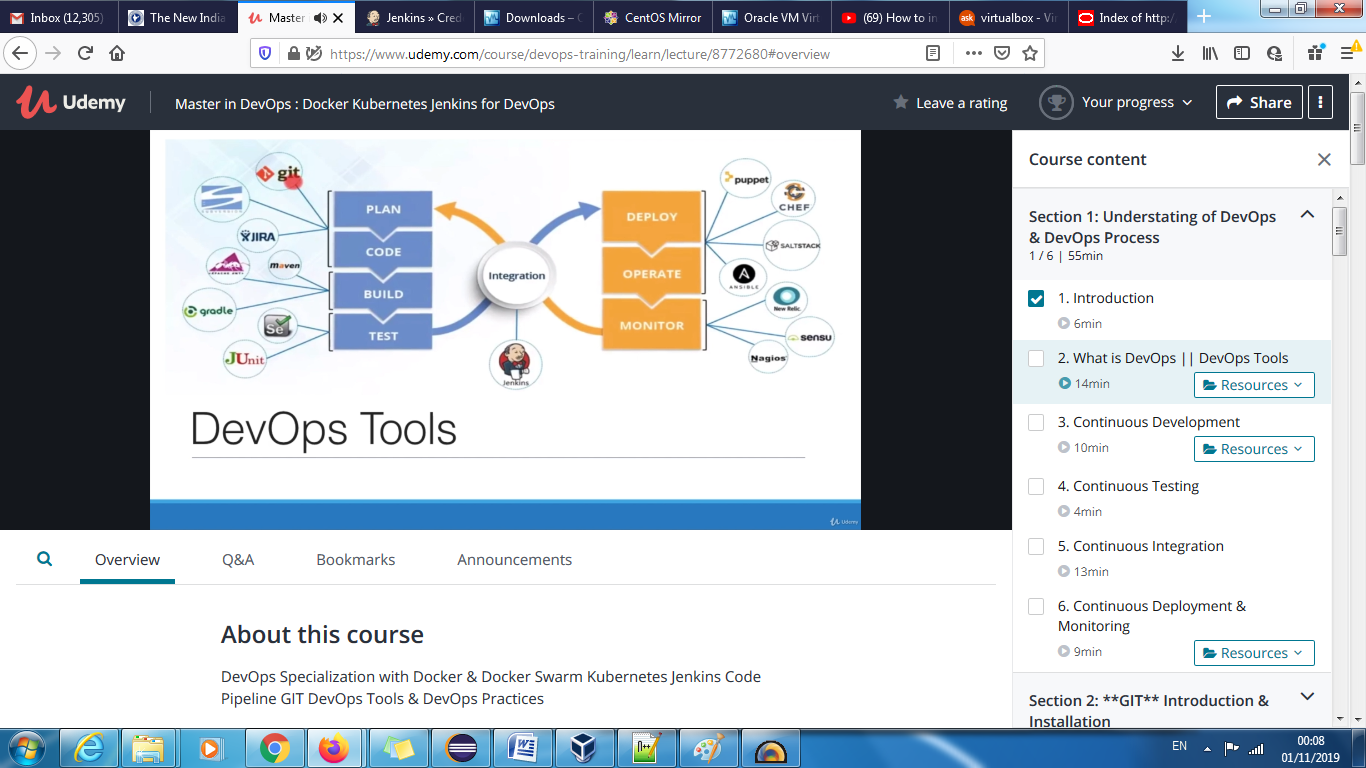 Inbox (12,305)
The New India
Master
Jenkins » Cred
Downloads – O
CentOS Mirror
Oracle VM Virt
(69) How to in
ask
virtualbox - Vir
Index of http:/
https://www.udemy.com/course/devops-training/learn/lecture/8772680#overview
Udemy
Master in DevOps : Docker Kubernetes Jenkins for DevOps
Leave a rating
Your progress
Share
git
JIRA
maven
gradle
Se
JUnit
PLAN
CODE
BUILD
TEST
Integration
Jenkins
DEPLOY
OPERATE
MONITOR
puppet
CHEF
SALTSTACK
ANSIBLE
New Relic
sensu
Nagios
DevOps Tools
Udemy
Course content
Section 1: Understating of DevOps
& DevOps Process
1 / 6 | 55min
1. Introduction
6min
2. What is DevOps || DevOps Tools
14min
Resources
3. Continuous Development
10min
Resources
4. Continuous Testing
4min
5. Continuous Integration
13min
6. Continuous Deployment &
Monitoring
9min
Resources
Section 2: **GIT** Introduction &
Installation
Overview
Q&A
Bookmarks
Announcements
About this course
DevOps Specialization with Docker & Docker Swarm Kubernetes Jenkins Code
Pipeline GIT DevOps Tools & DevOps Practices
EN
00:08
01/11/2019